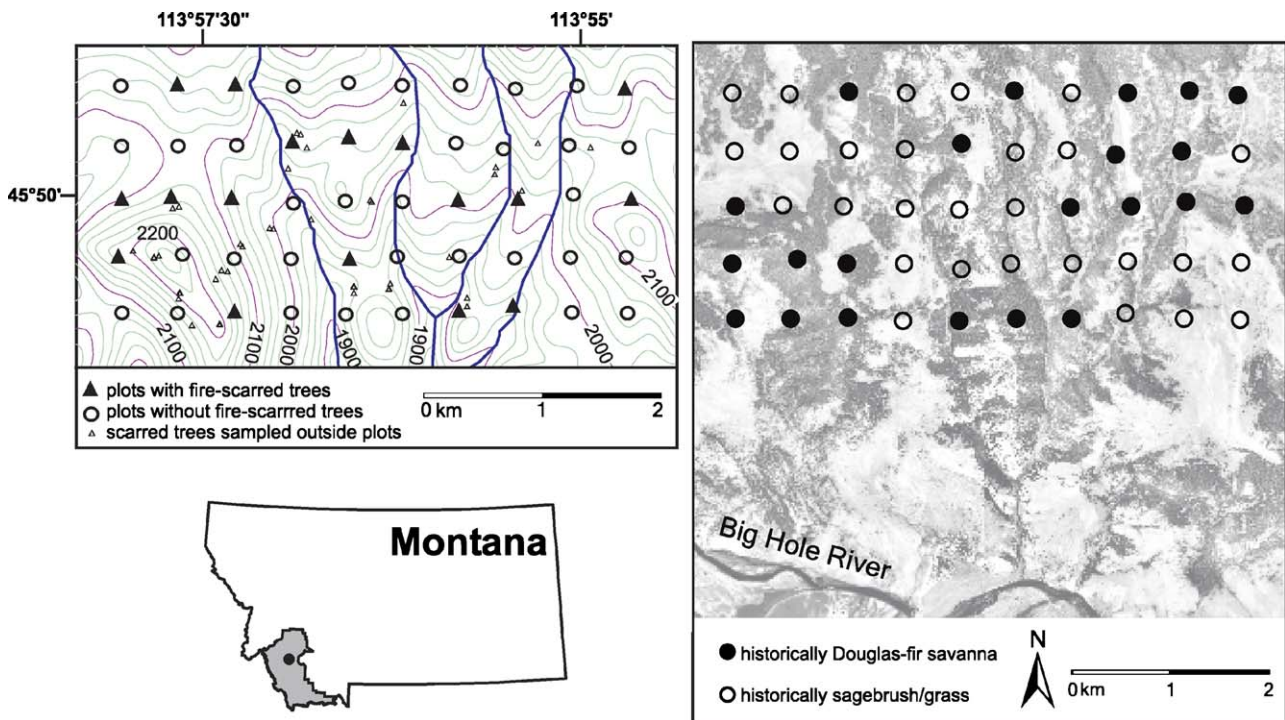 113°57'30"
113°55'
45°50'
2200
2100
2100
2100
2000
1900
1900
2000
plots with fire-scarred trees
plots without fire-scarrred trees
scarred trees sampled outside plots
0 km 1 2
Montana
Big Hole River
historically Douglas-fir savanna
historically sagebrush/grass
N
0 km 1 2